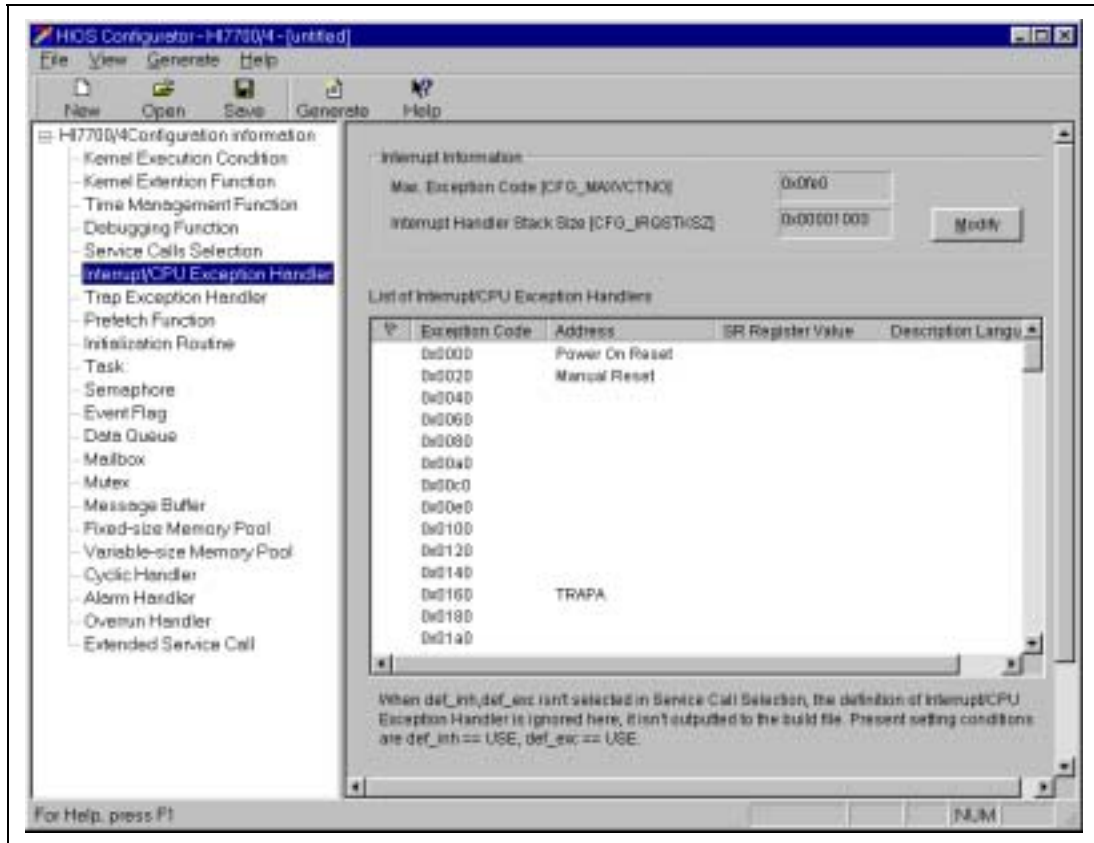 HIOS Configurator - HI7700/4 - [untitled]
File View Generate Help
New Open Save Generate Help
HI7700/4Configuration information
Kernel Execution Condition
Kernel Extention Function
Time Management Function
Debugging Function
Service Calls Selection
Interrupt/CPU Exception Handler
Trap Exception Handler
Prefetch Function
Initialization Routine
Task
Semaphore
Event Flag
Data Queue
Mailbox
Mutex
Message Buffer
Fixed-size Memory Pool
Variable-size Memory Pool
Cyclic Handler
Alarm Handler
Overrun Handler
Extended Service Call
Interrupt Information
Max. Exception Code [CFG_MAXVCTNO] 0x0fe0
Interrupt Handler Stack Size [CFG_IRQSTKSZ] 0x00001000
Modify
List of Interrupt/CPU Exception Handlers
Exception Code Address SR Register Value Description Langu
0x0000 Power On Reset
0x0020 Manual Reset
0x0040
0x0060
0x0080
0x00a0
0x00c0
0x00e0
0x0100
0x0120
0x0140
0x0160 TRAPA
0x0180
0x01a0
When def_inh,def_exc isn't selected in Service Call Selection, the definition of Interrupt/CPU
Exception Handler is ignored here, it isn't outputted to the build file. Present setting conditions
are def_inh == USE, def_exc == USE.
For Help, press F1
NUM